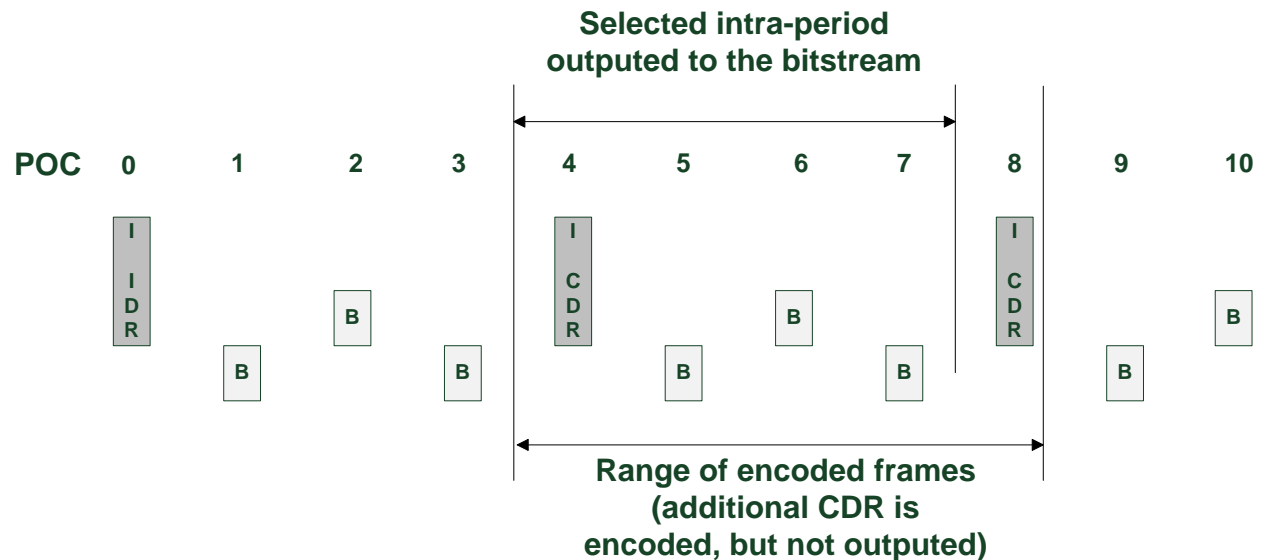 Selected intra-period
outputed to the bitstream
POC 0 1 2 3 4 5 6 7 8 9 10
I
I
D
R
I
C
D
R
I
C
D
R
B
B
B
B
B
B
B
B
Range of encoded frames
(additional CDR is
encoded, but not outputed)